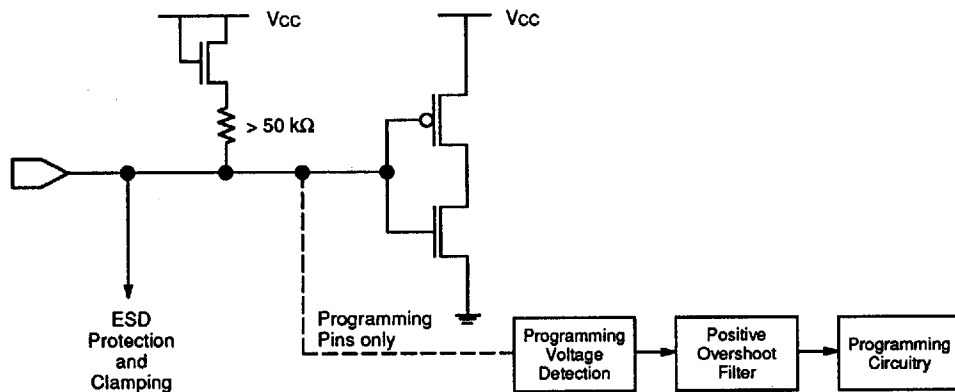 VCC
VCC
> 50 kΩ
ESD
Protection
and
Clamping
Programming
Pins only
Programming
Voltage
Detection
Positive
Overshoot
Filter
Programming
Circuitry